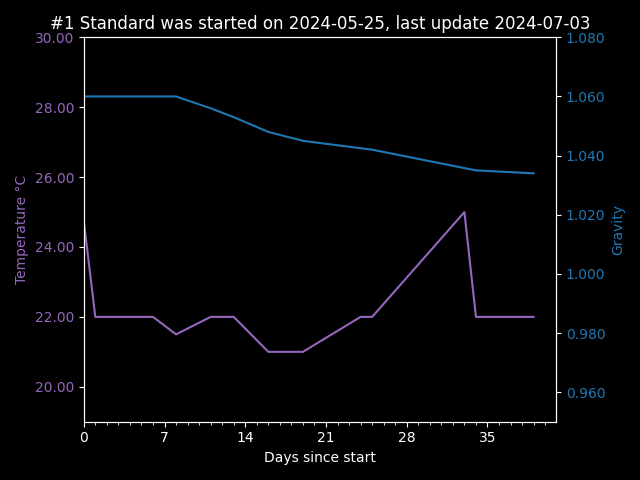 #1 Standard was started on 2024-05-25, last update 2024-07-03
30.00
28.00
26.00
24.00
22.00
20.00
Temperature °C
1.080
1.060
1.040
1.020
1.000
0.980
0.960
Gravity
0 7 14 21 28 35
Days since start